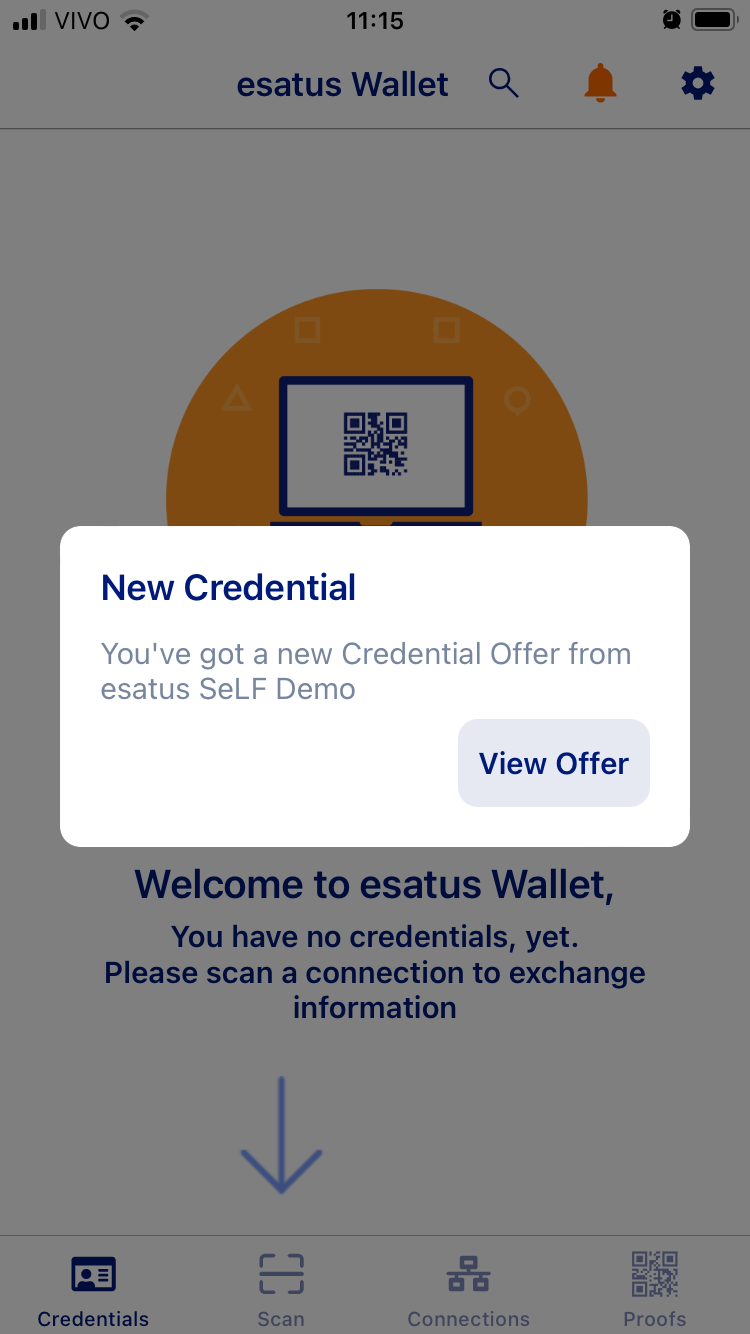 VIVO 11:15
esatus Wallet
New Credential
You've got a new Credential Offer from
esatus SeLF Demo
View Offer
Welcome to esatus Wallet,
You have no credentials, yet.
Please scan a connection to exchange
information
Credentials Scan Connections Proofs